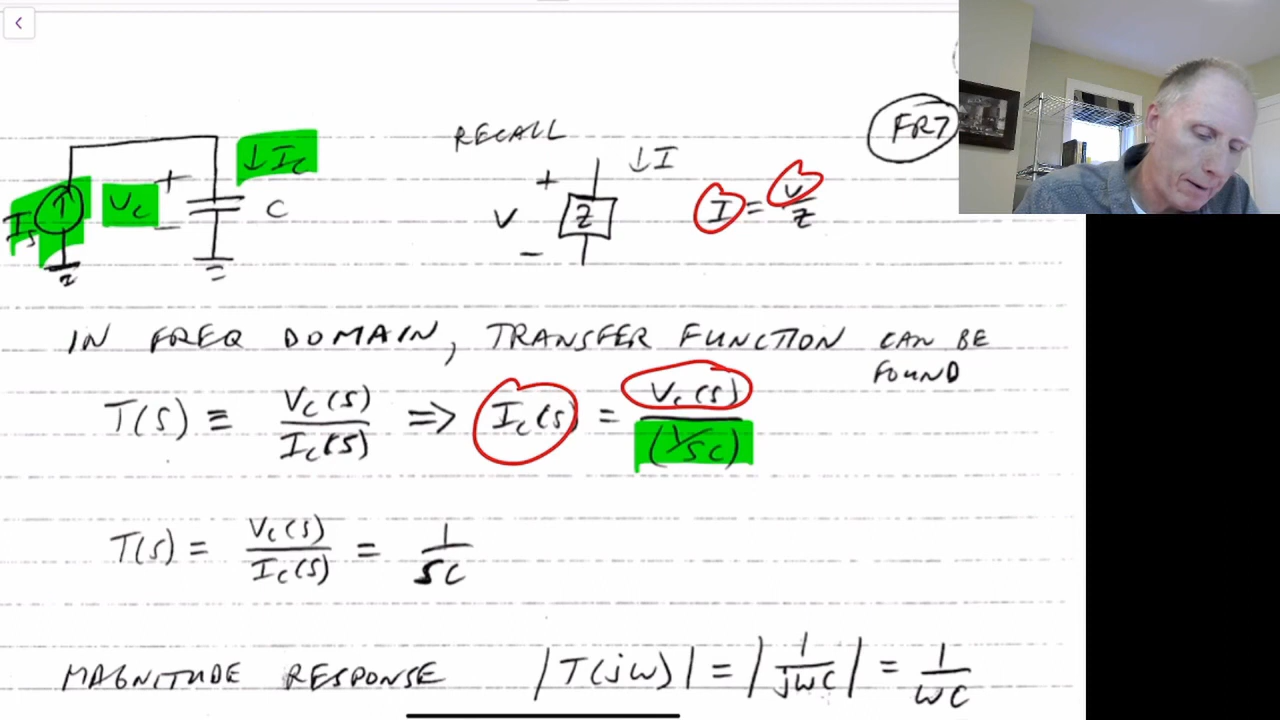 RECALL
FR7
I_s
V_c
+
−
↓ I_c
C
+
V
−
Z
↓ I
I = V/Z
IN FREQ DOMAIN, TRANSFER FUNCTION CAN BE FOUND
T(s) ≡ V_c(s)/I_c(s) => I_c(s) = V_c(s)/(1/sC)
T(s) = V_c(s)/I_c(s) = 1/sC
MAGNITUDE RESPONSE |T(jω)| = |1/jωC| = 1/ωC